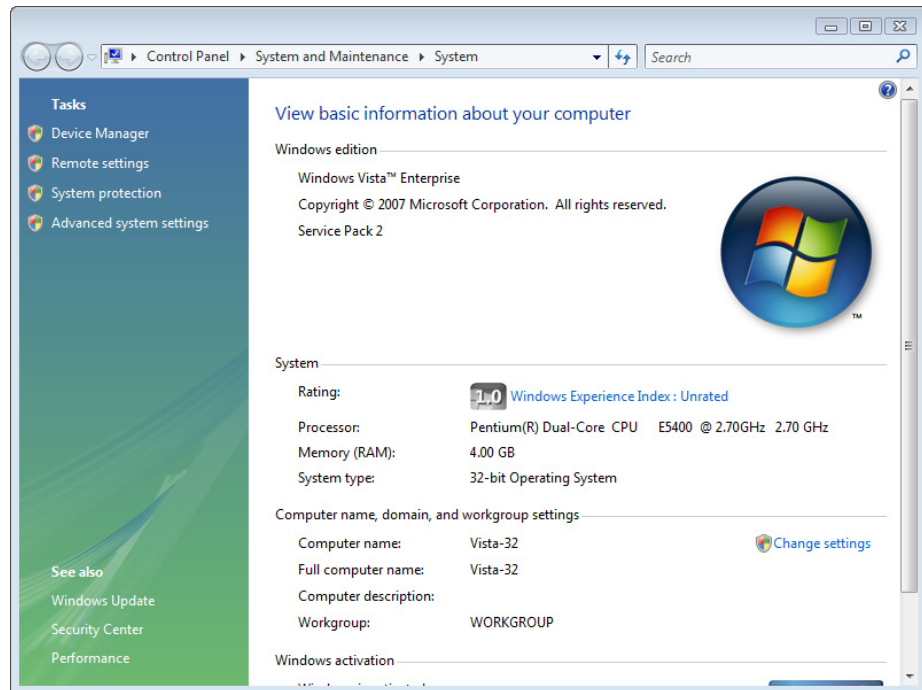 Control Panel ▸ System and Maintenance ▸ System
Search
Tasks
Device Manager
Remote settings
System protection
Advanced system settings
See also
Windows Update
Security Center
Performance
View basic information about your computer
Windows edition
Windows Vista™ Enterprise
Copyright © 2007 Microsoft Corporation. All rights reserved.
Service Pack 2
TM
System
Rating: 1.0 Windows Experience Index : Unrated
Processor: Pentium(R) Dual-Core CPU E5400 @ 2.70GHz 2.70 GHz
Memory (RAM): 4.00 GB
System type: 32-bit Operating System
Computer name, domain, and workgroup settings
Computer name: Vista-32 Change settings
Full computer name: Vista-32
Computer description:
Workgroup: WORKGROUP
Windows activation